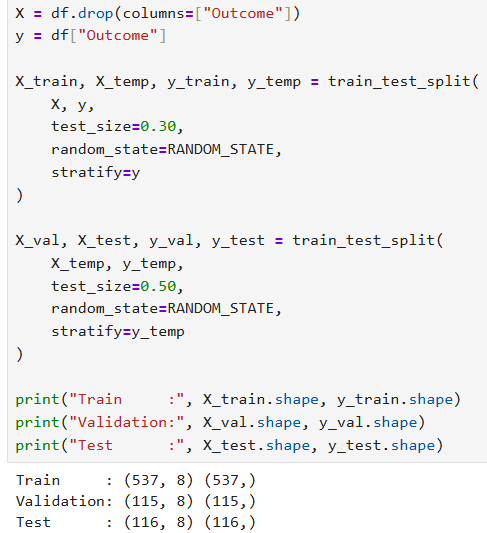 X = df.drop(columns=["Outcome"])
y = df["Outcome"]

X_train, X_temp, y_train, y_temp = train_test_split(
    X, y,
    test_size=0.30,
    random_state=RANDOM_STATE,
    stratify=y
)

X_val, X_test, y_val, y_test = train_test_split(
    X_temp, y_temp,
    test_size=0.50,
    random_state=RANDOM_STATE,
    stratify=y_temp
)

print("Train     :", X_train.shape, y_train.shape)
print("Validation:", X_val.shape, y_val.shape)
print("Test      :", X_test.shape, y_test.shape)
Train     : (537, 8) (537,)
Validation: (115, 8) (115,)
Test      : (116, 8) (116,)